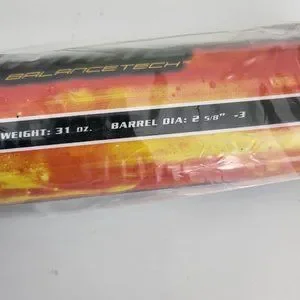 BALANCETECH
WEIGHT: 31 OZ. BARREL DIA: 2 5/8" -3